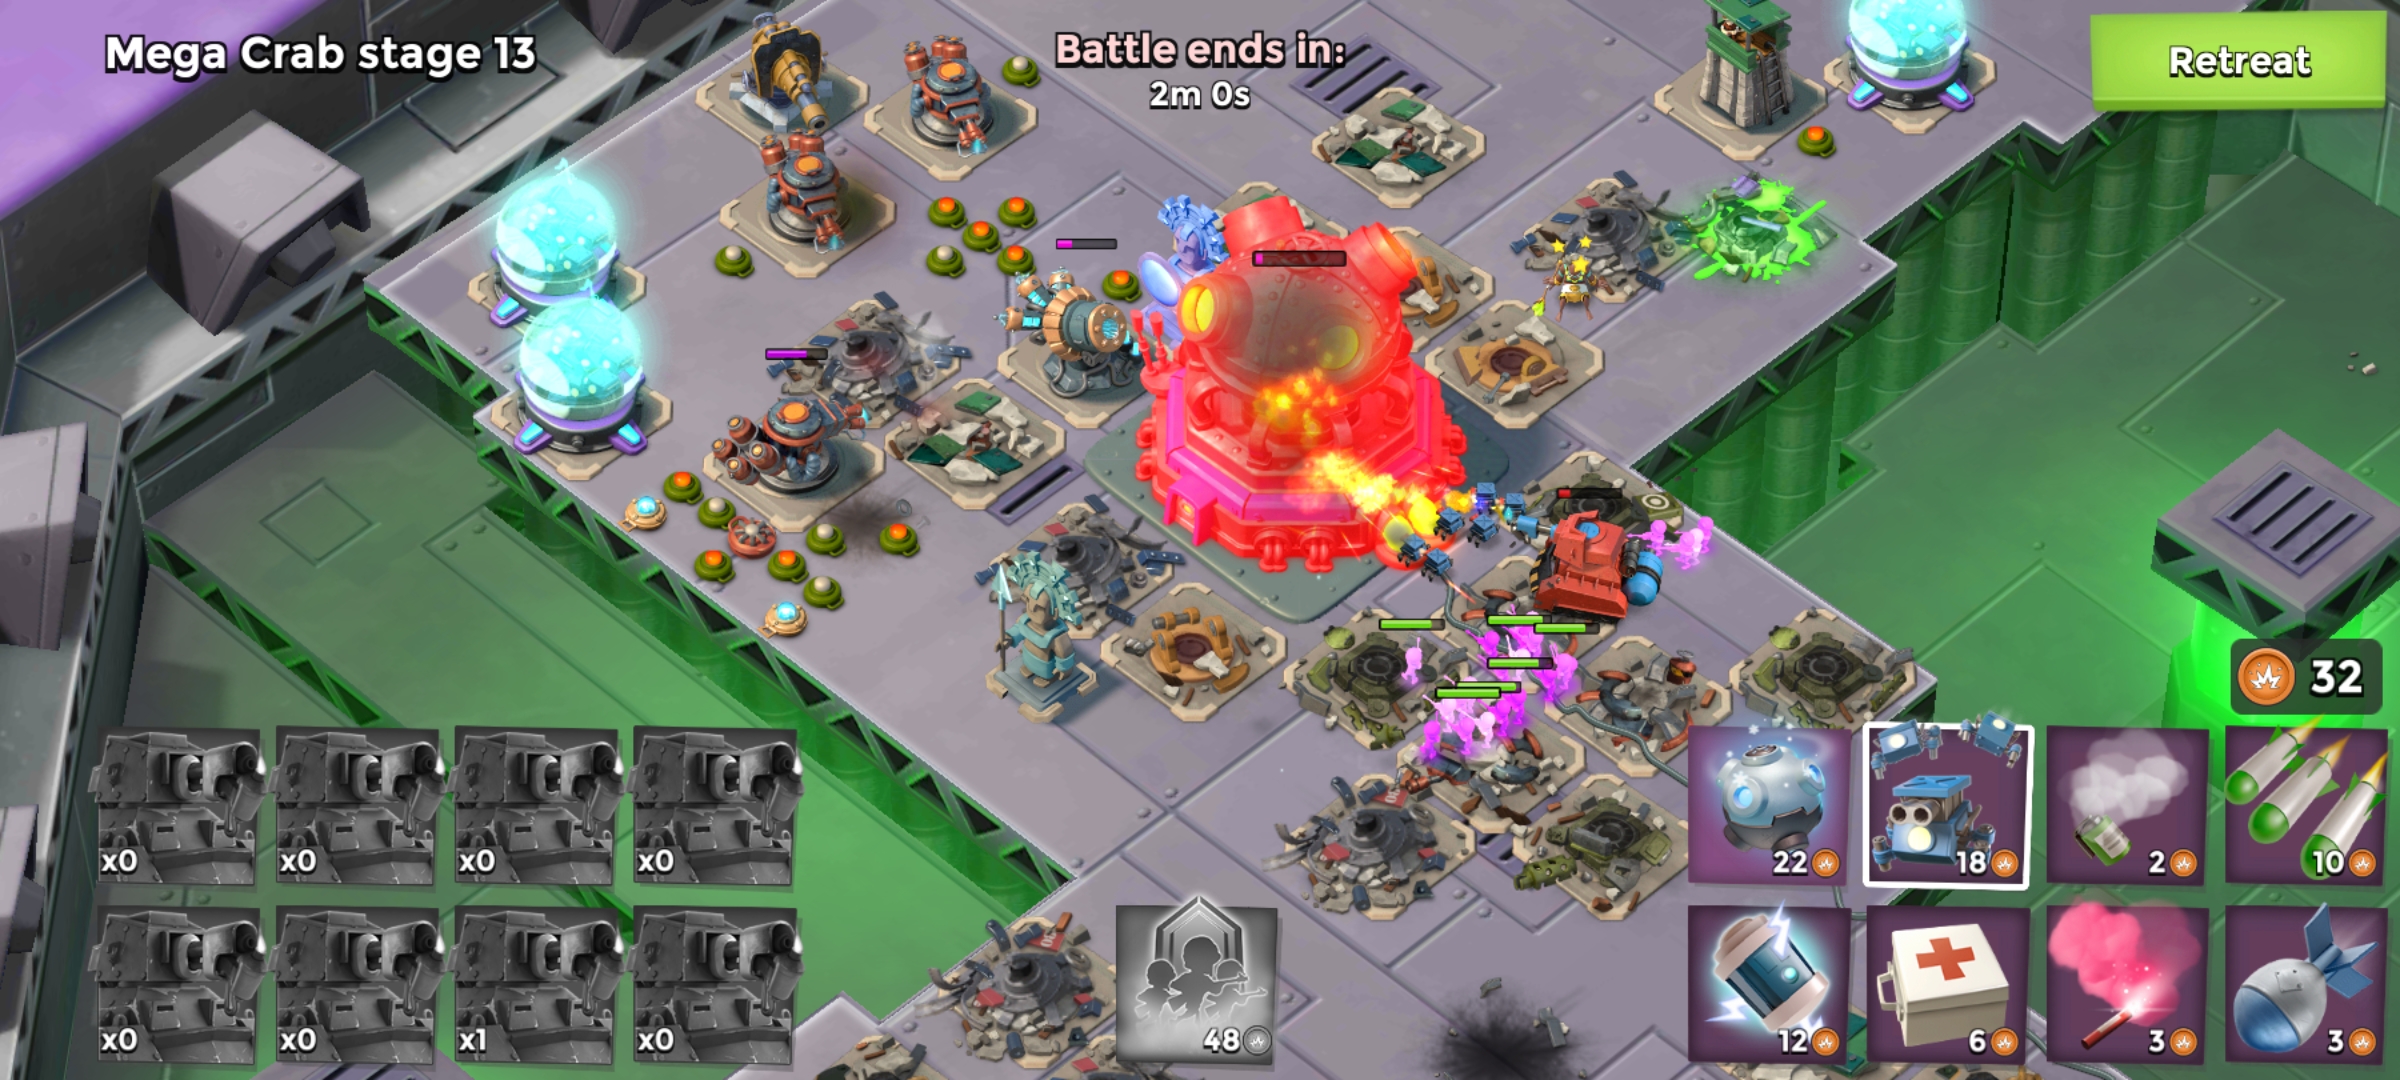 Mega Crab stage 13
Battle ends in:
2m 0s
Retreat
32
x0
x0
x0
x0
22
18
2
10
x0
x0
x1
x0
48
12
6
3
3